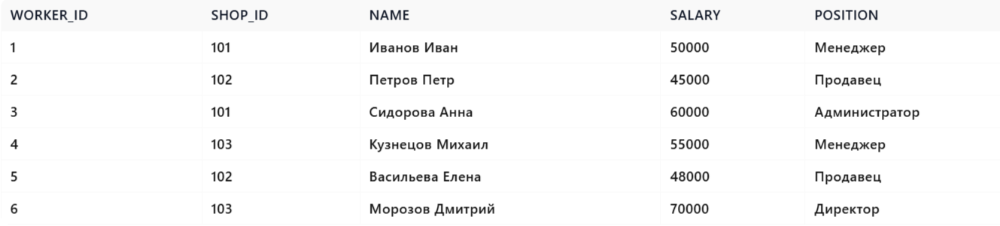 WORKER_ID SHOP_ID NAME SALARY POSITION
1 101 Иванов Иван 50000 Менеджер
2 102 Петров Петр 45000 Продавец
3 101 Сидорова Анна 60000 Администратор
4 103 Кузнецов Михаил 55000 Менеджер
5 102 Васильева Елена 48000 Продавец
6 103 Морозов Дмитрий 70000 Директор